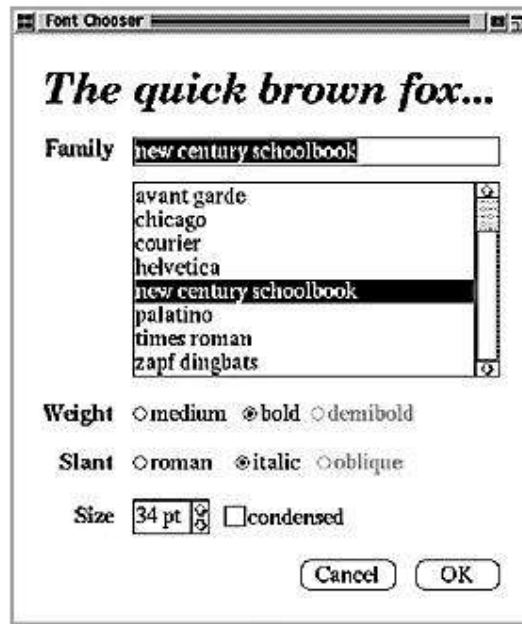 Font Chooser
The quick brown fox...
Family new century schoolbook
avant garde
chicago
courier
helvetica
new century schoolbook
palatino
times roman
zapf dingbats
Weight medium bold demibold
Slant roman italic oblique
Size 34 pt condensed
Cancel OK